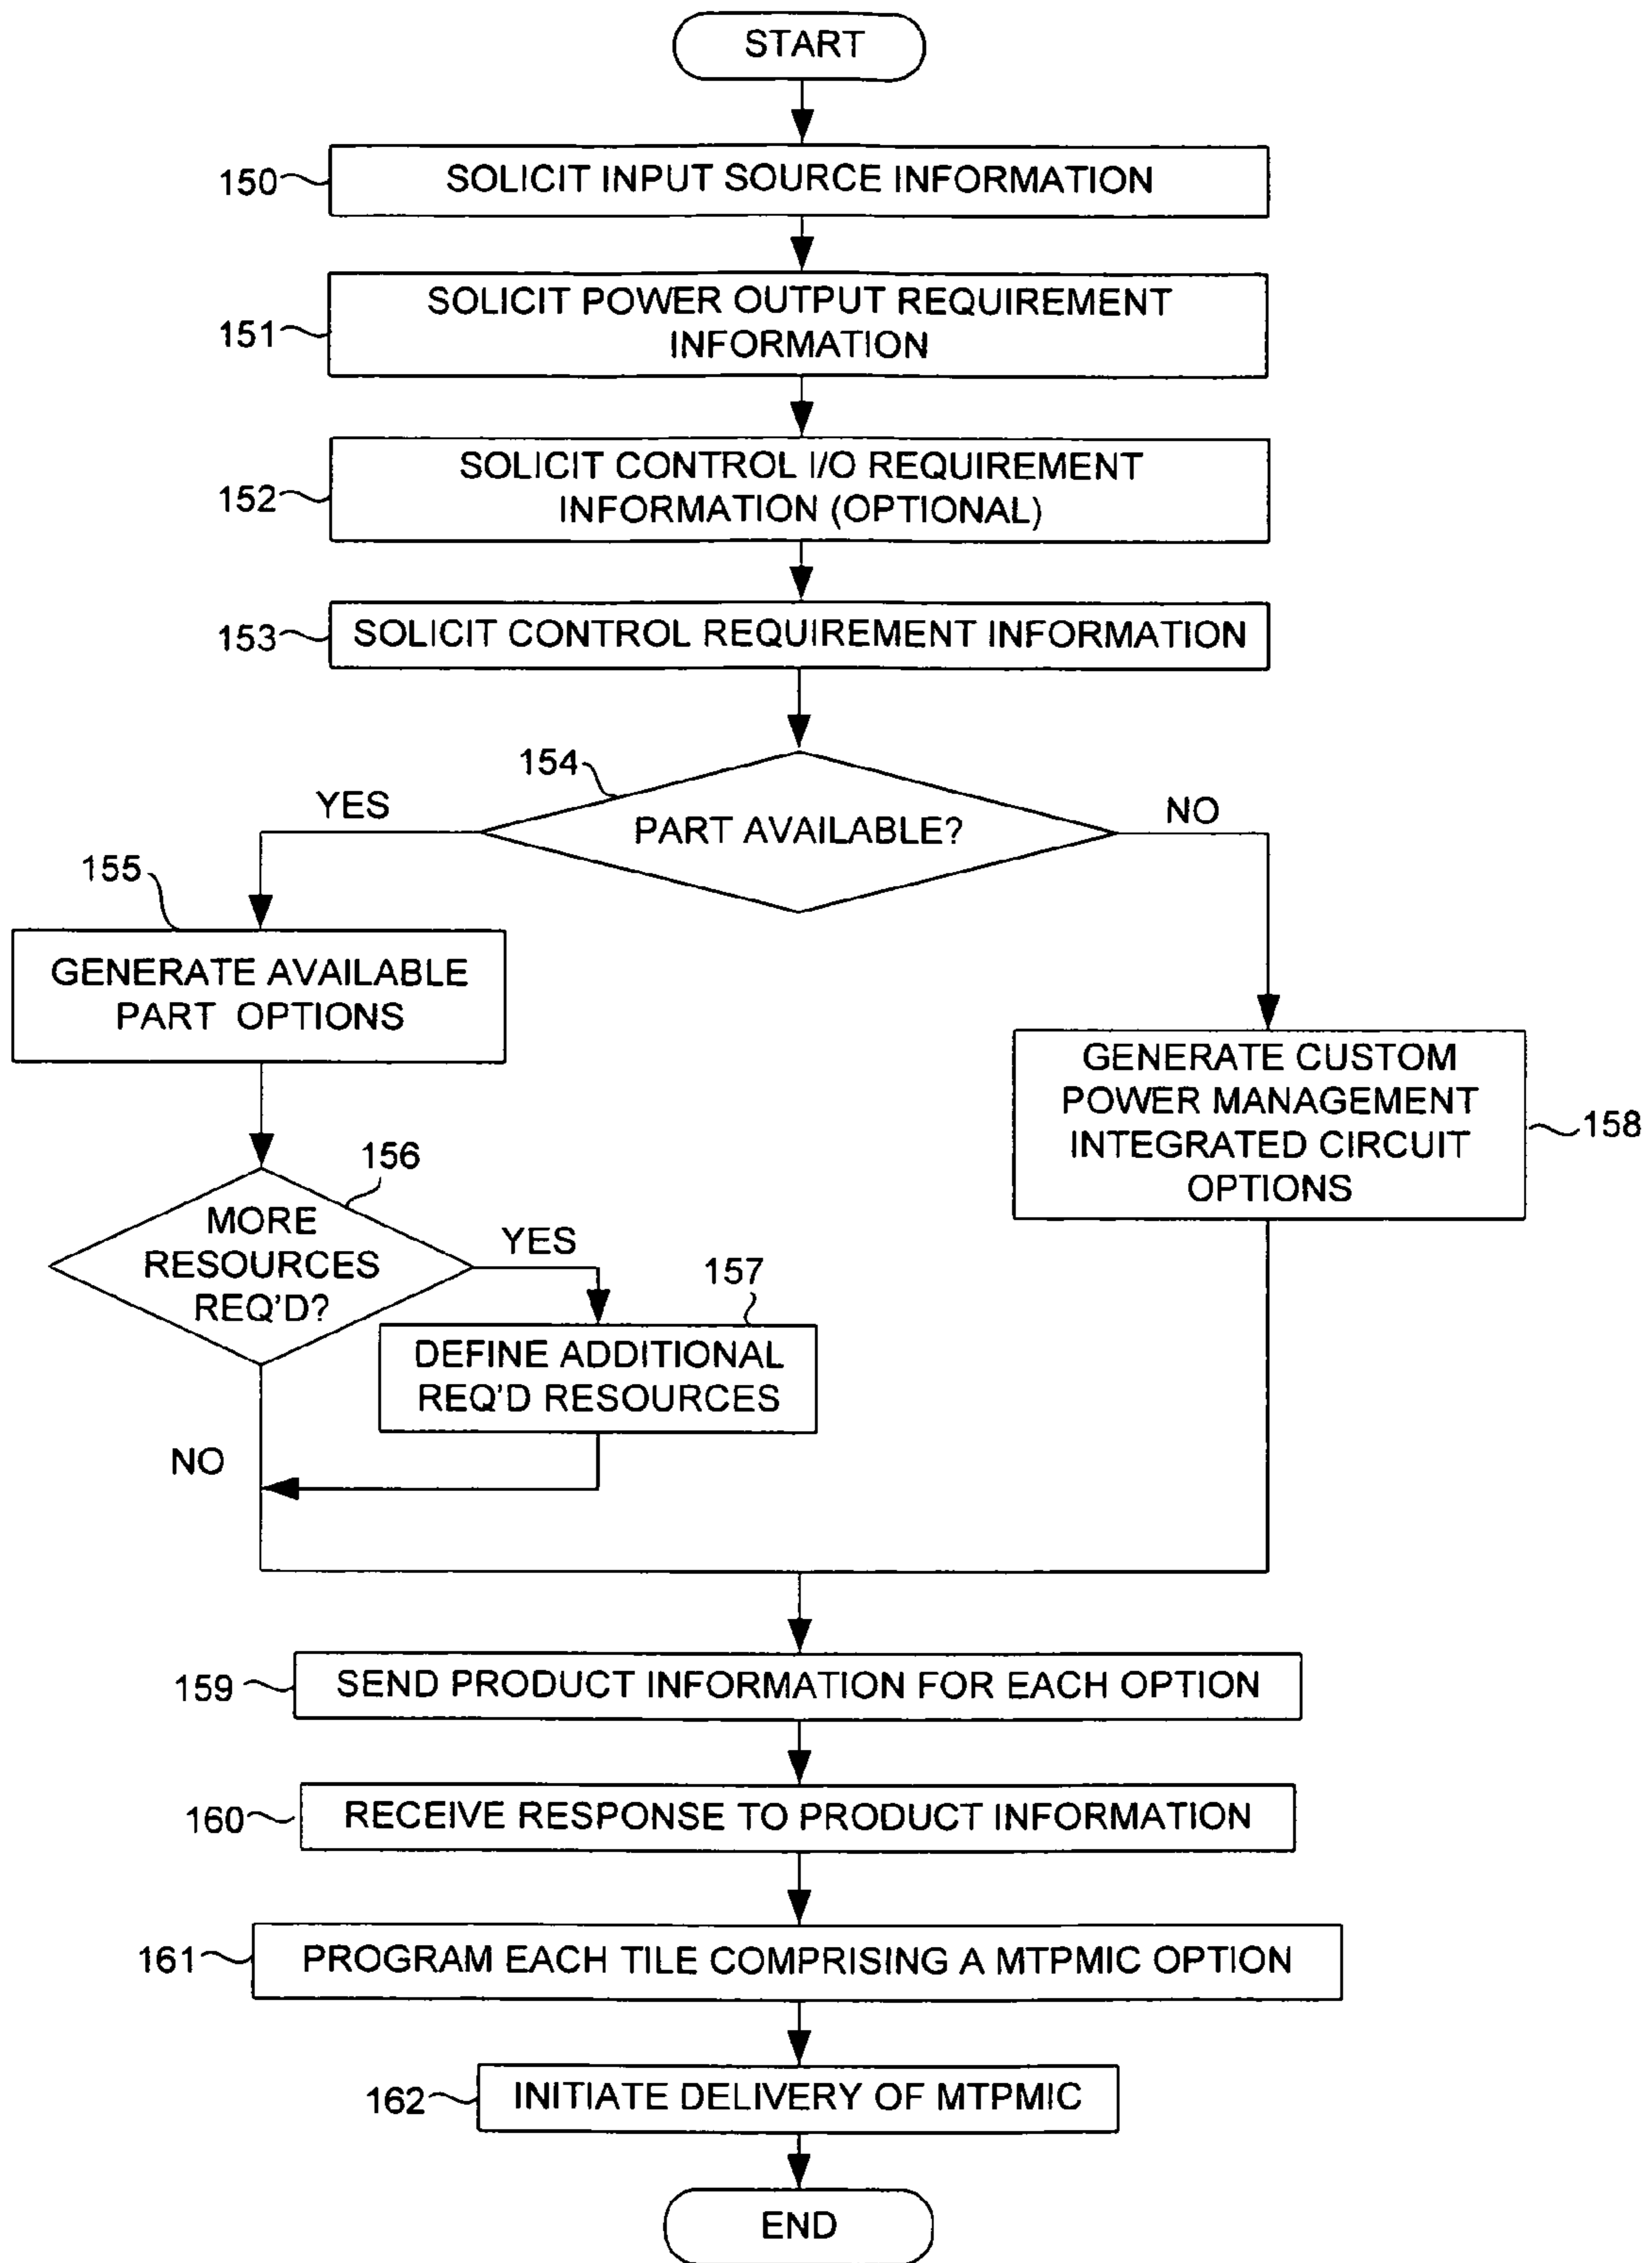 START
150
SOLICIT INPUT SOURCE INFORMATION
151
SOLICIT POWER OUTPUT REQUIREMENT
INFORMATION
152
SOLICIT CONTROL I/O REQUIREMENT
INFORMATION (OPTIONAL)
153
SOLICIT CONTROL REQUIREMENT INFORMATION
154
YES
PART AVAILABLE?
NO
155
GENERATE AVAILABLE
PART OPTIONS
GENERATE CUSTOM
POWER MANAGEMENT
INTEGRATED CIRCUIT
OPTIONS
158
156
MORE
RESOURCES
REQ'D?
YES
157
DEFINE ADDITIONAL
REQ'D RESOURCES
NO
159
SEND PRODUCT INFORMATION FOR EACH OPTION
160
RECEIVE RESPONSE TO PRODUCT INFORMATION
161
PROGRAM EACH TILE COMPRISING A MTPMIC OPTION
162
INITIATE DELIVERY OF MTPMIC
END